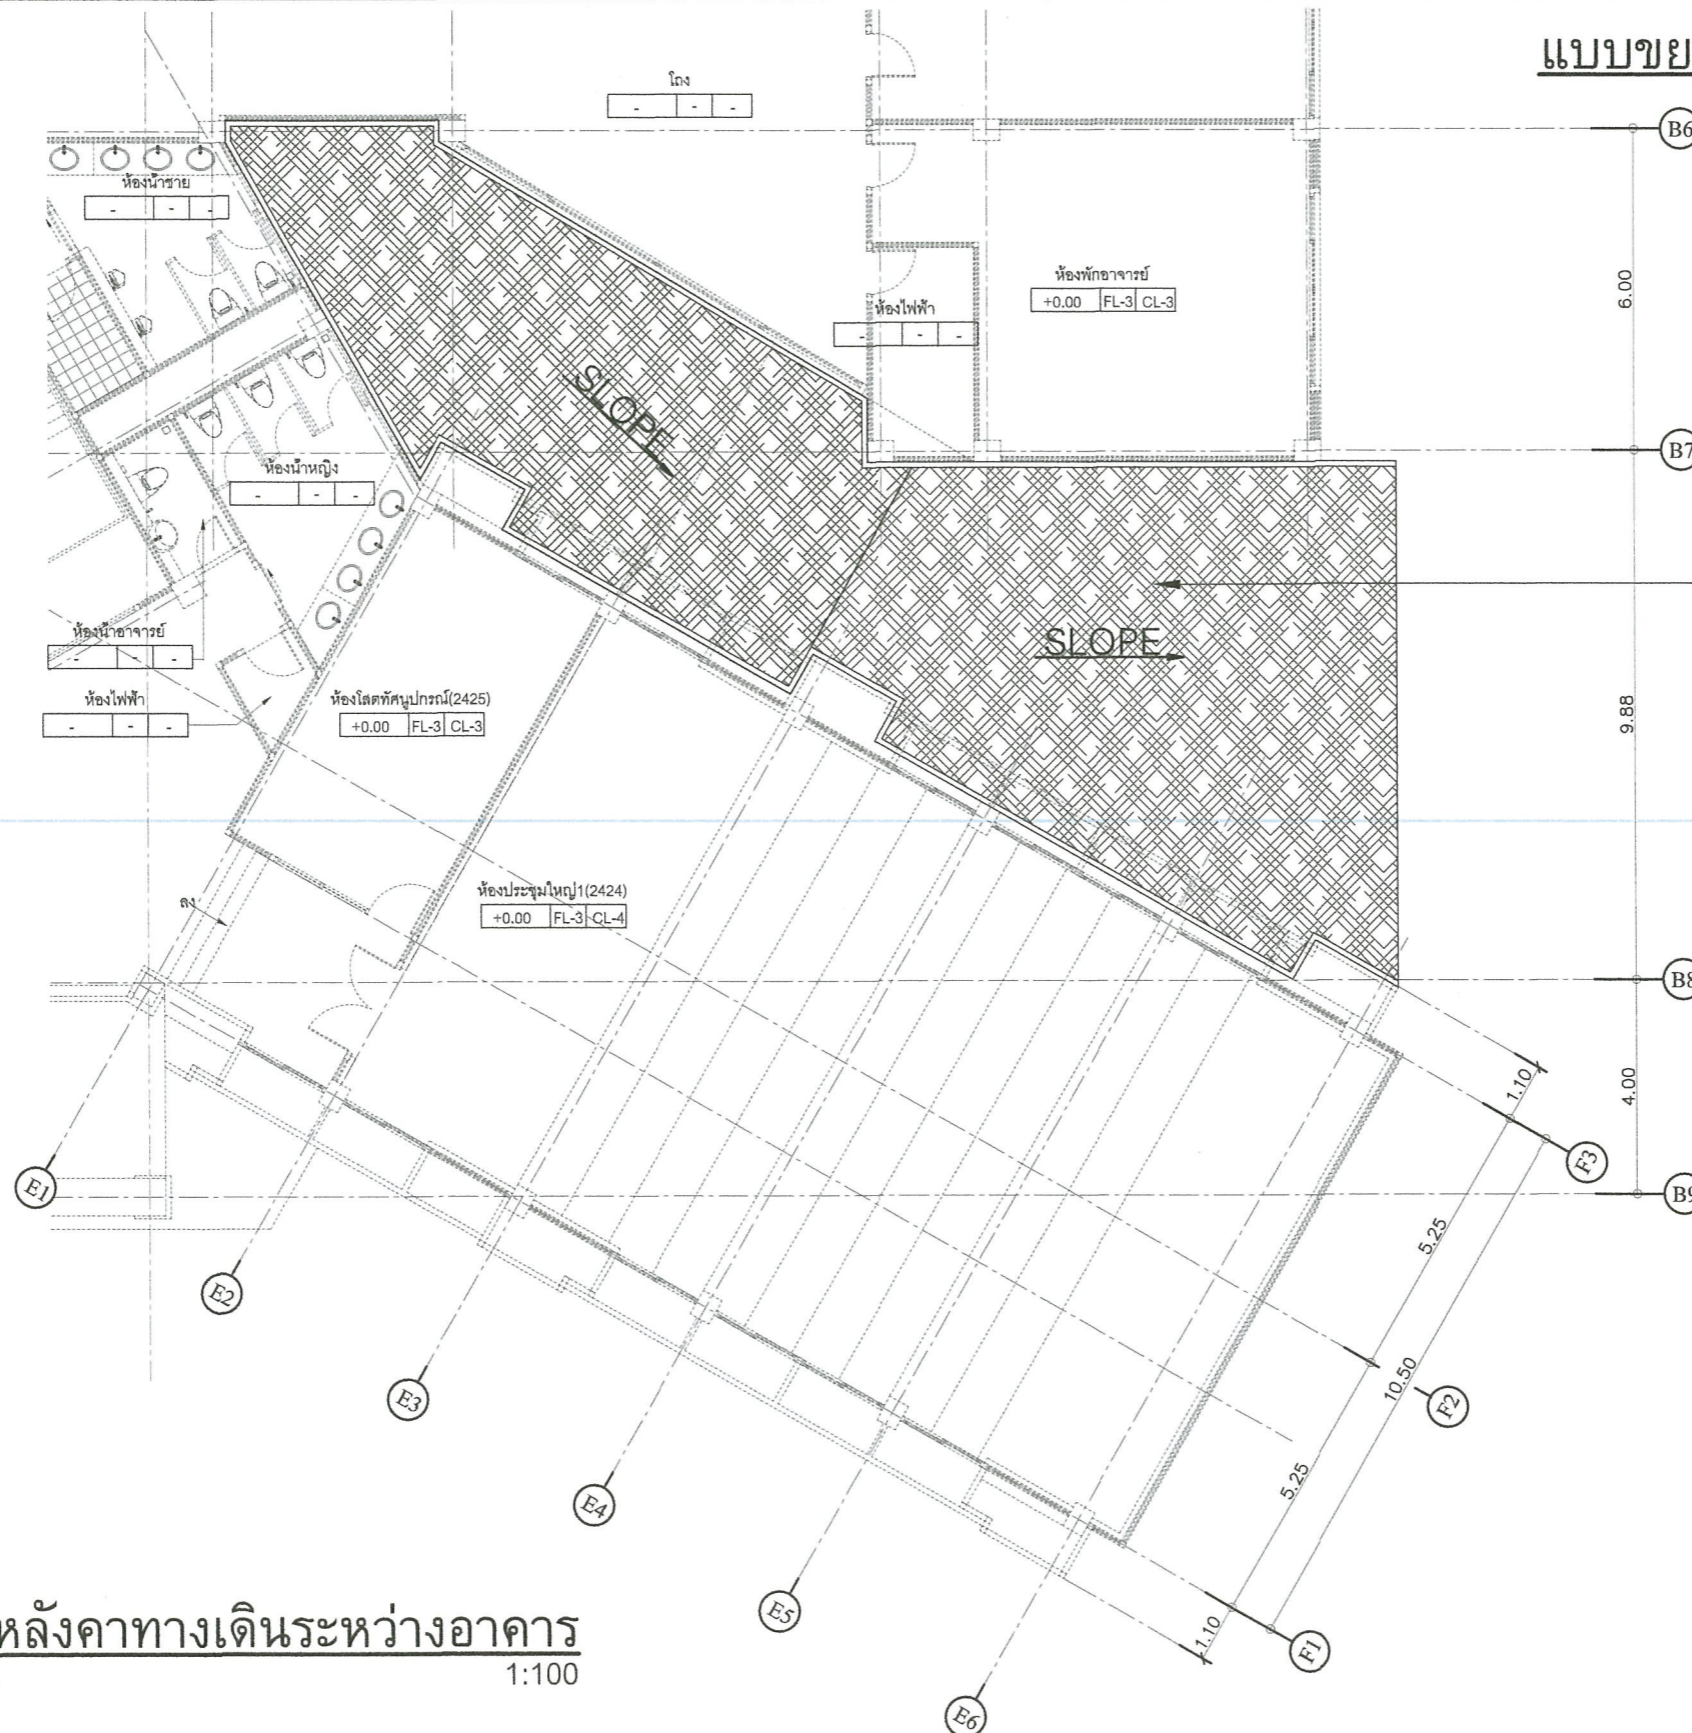 แบบขย
โถง
- - -
B6
ห้องน้ำชาย
- - -
ห้องพักอาจารย์
+0.00 FL-3 CL-3
6.00
ห้องไฟฟ้า
- - -
SLOPE
B7
ห้องน้ำหญิง
- - -
ห้องน้ำอาจารย์
- - -
SLOPE
ห้องไฟฟ้า
- - -
ห้องโสตทัศนูปกรณ์(2425)
+0.00 FL-3 CL-3
9.88
ห้องประชุมใหญ่1(2424)
+0.00 FL-3 CL-4
ลง
B8
1.10
4.00
F3
E1
B9
5.25
E2
10.50
E3
F2
5.25
E4
E5
1.10
F1
หลังคาทางเดินระหว่างอาคาร
1:100
E6